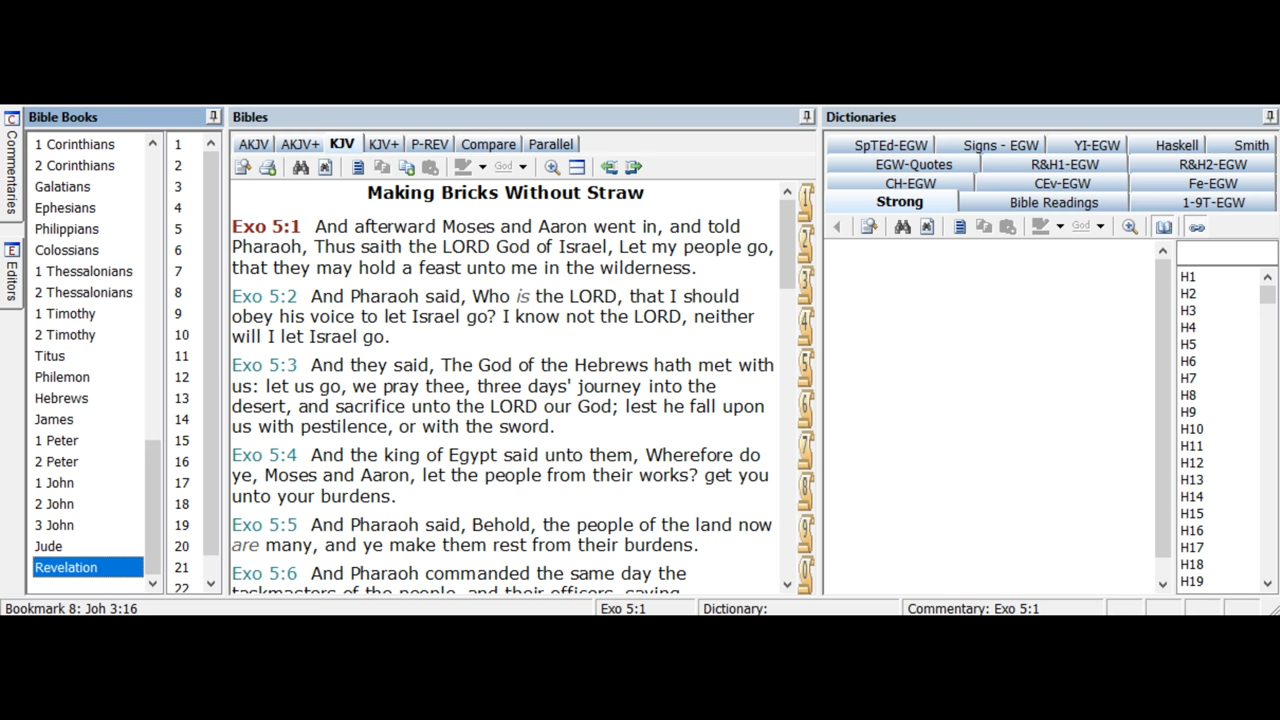 Bible Books
Bibles
Dictionaries
Commentaries
Editors
1 Corinthians
2 Corinthians
Galatians
Ephesians
Philippians
Colossians
1 Thessalonians
2 Thessalonians
1 Timothy
2 Timothy
Titus
Philemon
Hebrews
James
1 Peter
2 Peter
1 John
2 John
3 John
Jude
Revelation
1
2
3
4
5
6
7
8
9
10
11
12
13
14
15
16
17
18
19
20
21
22
AKJV AKJV+ KJV KJV+ P-REV Compare Parallel
God
Making Bricks Without Straw
Exo 5:1 And afterward Moses and Aaron went in, and told
Pharaoh, Thus saith the LORD God of Israel, Let my people go,
that they may hold a feast unto me in the wilderness.
Exo 5:2 And Pharaoh said, Who is the LORD, that I should
obey his voice to let Israel go? I know not the LORD, neither
will I let Israel go.
Exo 5:3 And they said, The God of the Hebrews hath met with
us: let us go, we pray thee, three days' journey into the
desert, and sacrifice unto the LORD our God; lest he fall upon
us with pestilence, or with the sword.
Exo 5:4 And the king of Egypt said unto them, Wherefore do
ye, Moses and Aaron, let the people from their works? get you
unto your burdens.
Exo 5:5 And Pharaoh said, Behold, the people of the land now
are many, and ye make them rest from their burdens.
Exo 5:6 And Pharaoh commanded the same day the
taskmasters of the people, and their officers, saying,
1
2
3
4
5
6
7
8
9
0
SpTEd-EGW Signs - EGW YI-EGW Haskell Smith
EGW-Quotes R&H1-EGW R&H2-EGW
CH-EGW CEv-EGW Fe-EGW
Strong Bible Readings 1-9T-EGW
God
H1
H2
H3
H4
H5
H6
H7
H8
H9
H10
H11
H12
H13
H14
H15
H16
H17
H18
H19
Bookmark 8: Joh 3:16
Exo 5:1
Dictionary:
Commentary: Exo 5:1